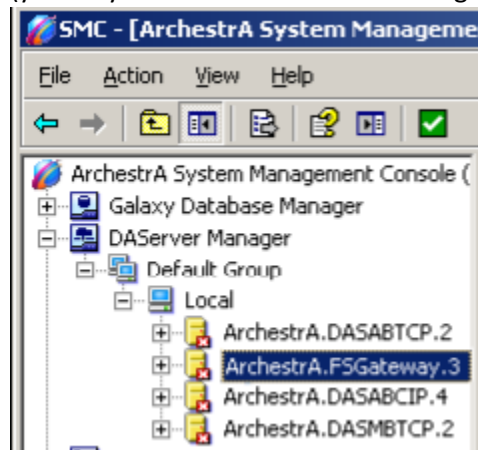 SMC - [ArchestrA System Manageme
File Action View Help
ArchestrA System Management Console (
Galaxy Database Manager
DAServer Manager
Default Group
Local
ArchestrA.DASABTCP.2
ArchestrA.FSGateway.3
ArchestrA.DASABCIP.4
ArchestrA.DASMBTCP.2